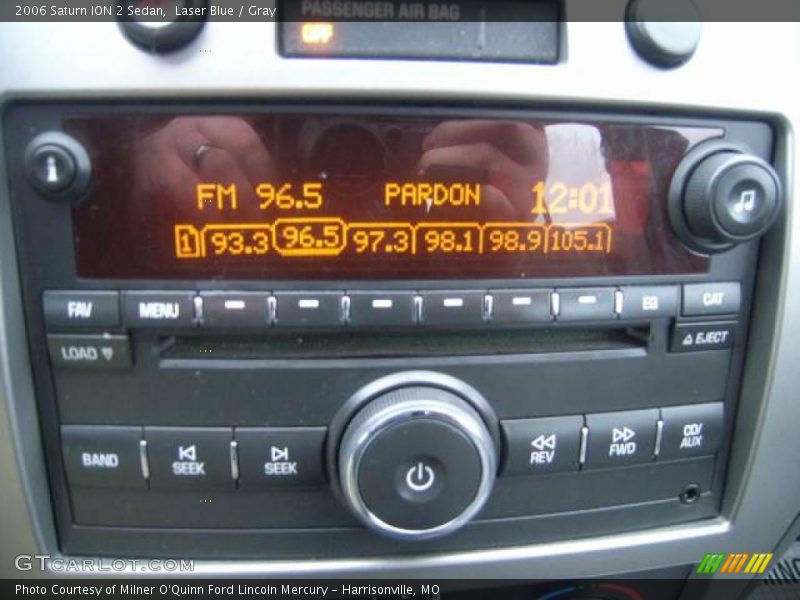 2006 Saturn ION 2 Sedan, Laser Blue / Gray
PASSENGER AIR BAG
OFF
FM 96.5 PARDON 12:01
1 93.3 96.5 97.3 98.1 98.9 105.1
FAV MENU EQ CAT
LOAD EJECT
BAND SEEK SEEK REV FWD CD/
AUX
GTCARLOT.COM
Photo Courtesy of Milner O'Quinn Ford Lincoln Mercury - Harrisonville, MO